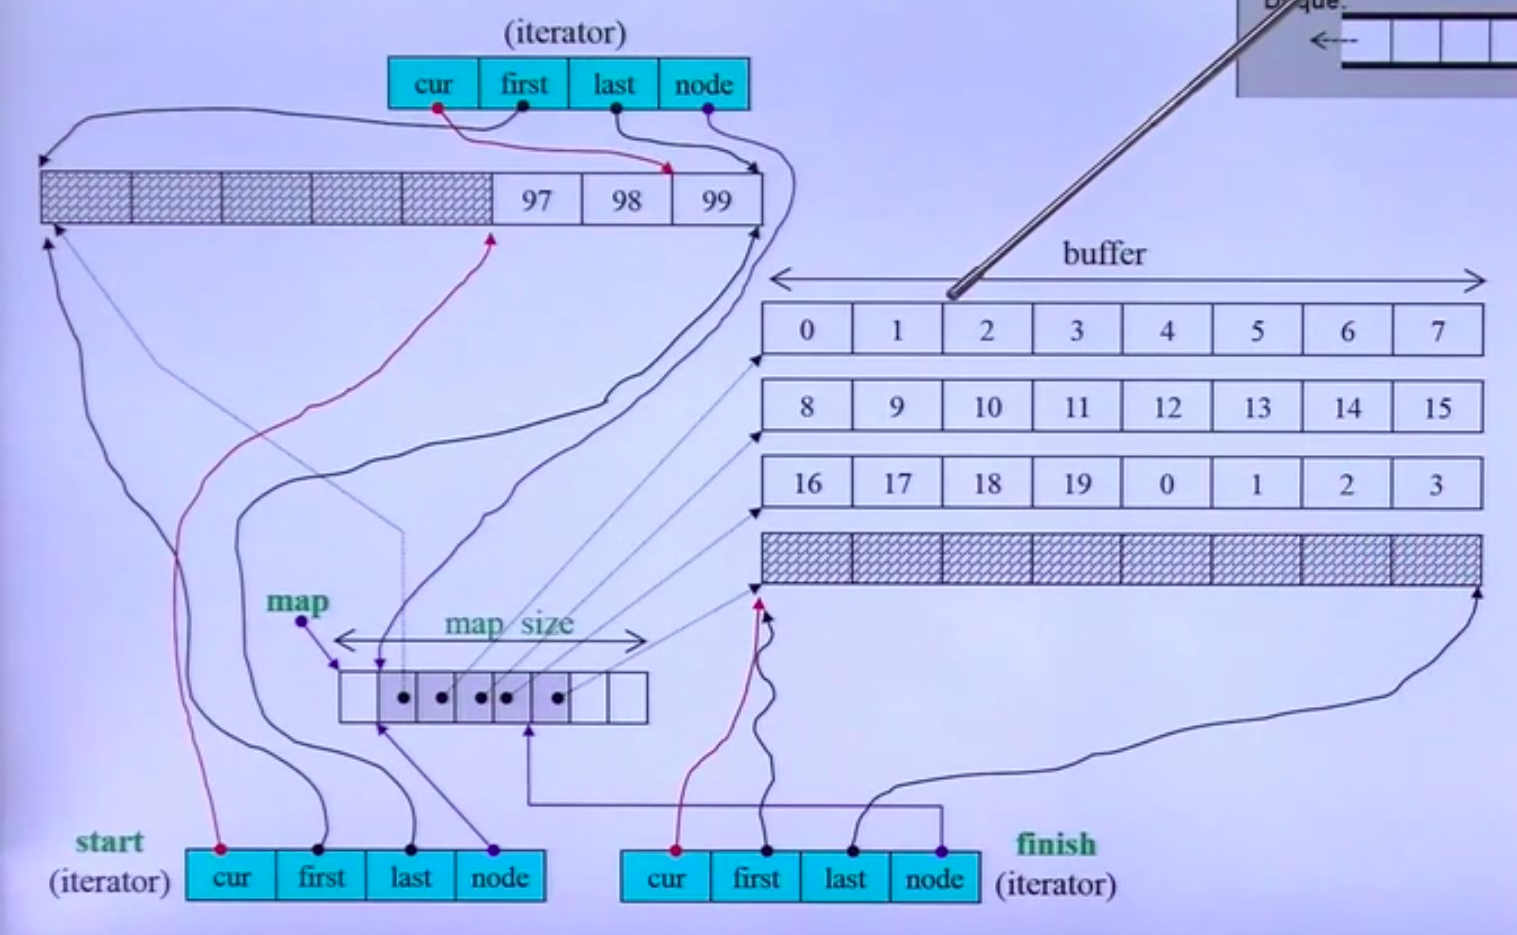 (iterator)
cur first last node
97 98 99
buffer
0 1 2 3 4 5 6 7
8 9 10 11 12 13 14 15
16 17 18 19 0 1 2 3
map
map size
start
(iterator)
cur first last node
cur first last node
finish
(iterator)